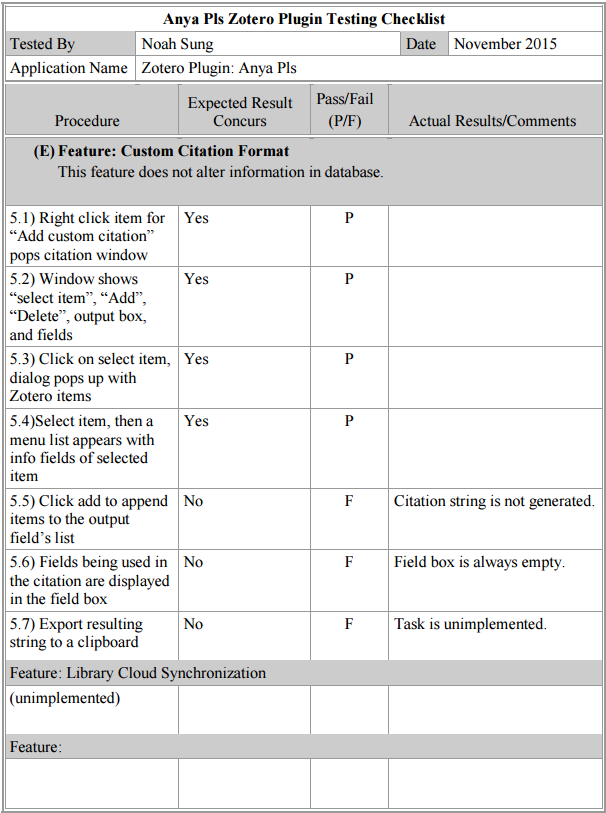 Anya Pls Zotero Plugin Testing Checklist
Tested By Noah Sung Date November 2015
Application Name Zotero Plugin: Anya Pls
Procedure
Expected Result
Concurs
Pass/Fail
(P/F)
Actual Results/Comments
(E) Feature: Custom Citation Format
This feature does not alter information in database.
5.1) Right click item for
“Add custom citation”
pops citation window
Yes
P
5.2) Window shows
“select item”, “Add”,
“Delete”, output box,
and fields
Yes
P
5.3) Click on select item,
dialog pops up with
Zotero items
Yes
P
5.4)Select item, then a
menu list appears with
info fields of selected
item
Yes
P
5.5) Click add to append
items to the output
field’s list
No
F
Citation string is not generated.
5.6) Fields being used in
the citation are displayed
in the field box
No
F
Field box is always empty.
5.7) Export resulting
string to a clipboard
No
F
Task is unimplemented.
Feature: Library Cloud Synchronization
(unimplemented)
Feature: